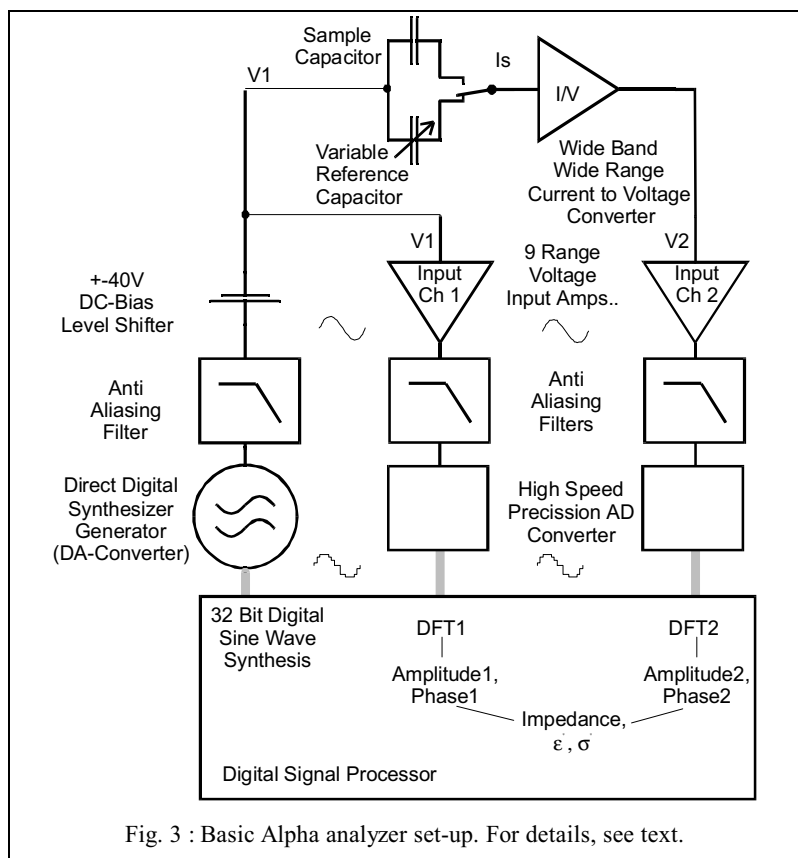 Sample
Capacitor
V1
Is
I/V
Variable
Reference
Capacitor
Wide Band
Wide Range
Current to Voltage
Converter
V1
V2
+-40V
DC-Bias
Level Shifter
Input
Ch 1
9 Range
Voltage
Input Amps..
Input
Ch 2
Anti
Aliasing
Filter
Anti
Aliasing
Filters
Direct Digital
Synthesizer
Generator
(DA-Converter)
High Speed
Precission AD
Converter
32 Bit Digital
Sine Wave
Synthesis
DFT1
DFT2
Amplitude1,
Phase1
Amplitude2,
Phase2
Impedance,
ε*, σ*
Digital Signal Processor
Fig. 3 : Basic Alpha analyzer set-up. For details, see text.